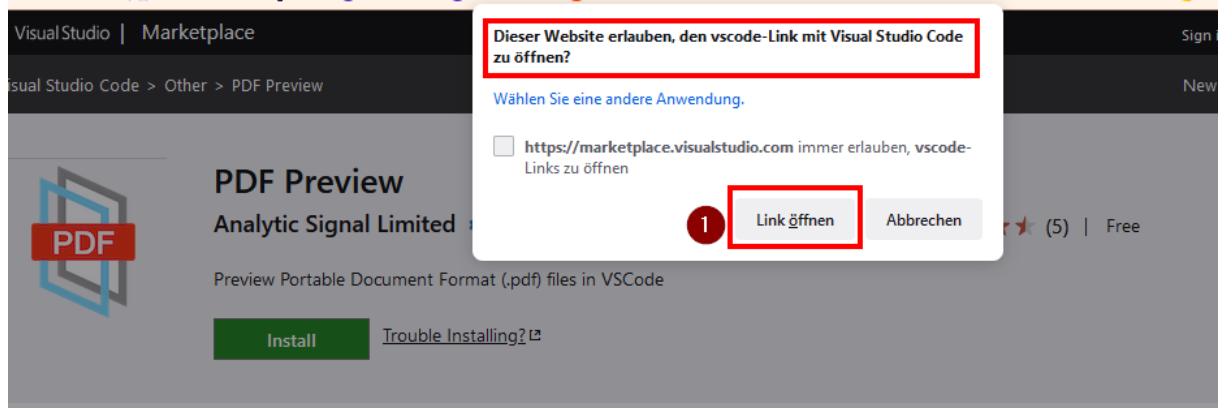 Visual Studio | Marketplace
Sign
Visual Studio Code > Other > PDF Preview
New
Dieser Website erlauben, den vscode-Link mit Visual Studio Code
zu öffnen?
Wählen Sie eine andere Anwendung.
https://marketplace.visualstudio.com immer erlauben, vscode-
Links zu öffnen
1
Link öffnen
Abbrechen
PDF
PDF Preview
Analytic Signal Limited
(5) | Free
Preview Portable Document Format (.pdf) files in VSCode
Install
Trouble Installing?